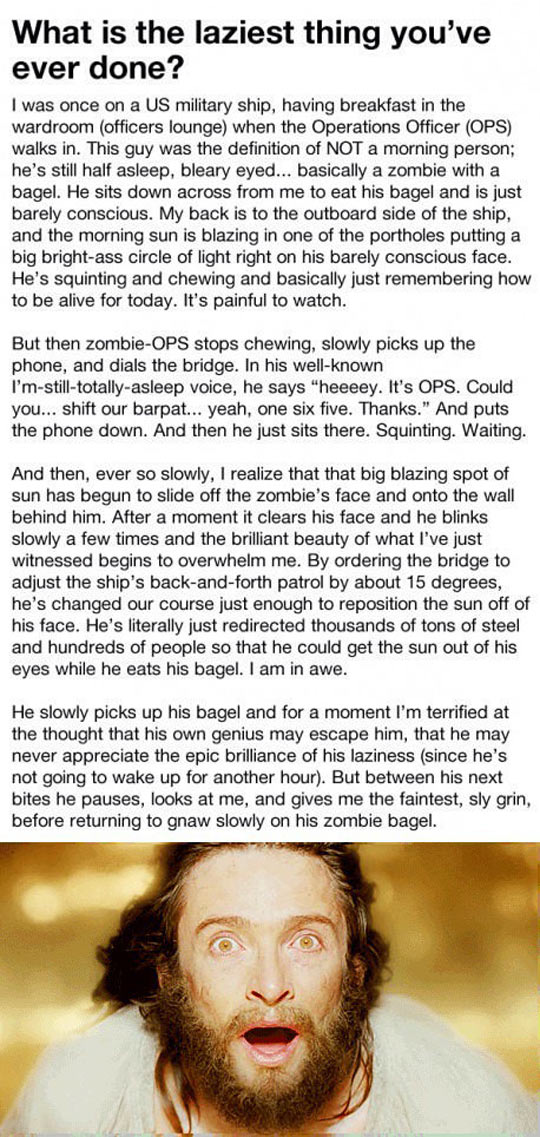 What is the laziest thing you've
ever done?
I was once on a US military ship, having breakfast in the
wardroom (officers lounge) when the Operations Officer (OPS)
walks in. This guy was the definition of NOT a morning person;
he's still half asleep, bleary eyed... basically a zombie with a
bagel. He sits down across from me to eat his bagel and is just
barely conscious. My back is to the outboard side of the ship,
and the morning sun is blazing in one of the portholes putting a
big bright-ass circle of light right on his barely conscious face.
He's squinting and chewing and basically just remembering how
to be alive for today. It's painful to watch.
But then zombie-OPS stops chewing, slowly picks up the
phone, and dials the bridge. In his well-known
I'm-still-totally-asleep voice, he says “heeeey. It's OPS. Could
you... shift our barpat... yeah, one six five. Thanks.” And puts
the phone down. And then he just sits there. Squinting. Waiting.
And then, ever so slowly, I realize that that big blazing spot of
sun has begun to slide off the zombie's face and onto the wall
behind him. After a moment it clears his face and he blinks
slowly a few times and the brilliant beauty of what I've just
witnessed begins to overwhelm me. By ordering the bridge to
adjust the ship's back-and-forth patrol by about 15 degrees,
he's changed our course just enough to reposition the sun off of
his face. He's literally just redirected thousands of tons of steel
and hundreds of people so that he could get the sun out of his
eyes while he eats his bagel. I am in awe.
He slowly picks up his bagel and for a moment I'm terrified at
the thought that his own genius may escape him, that he may
never appreciate the epic brilliance of his laziness (since he's
not going to wake up for another hour). But between his next
bites he pauses, looks at me, and gives me the faintest, sly grin,
before returning to gnaw slowly on his zombie bagel.